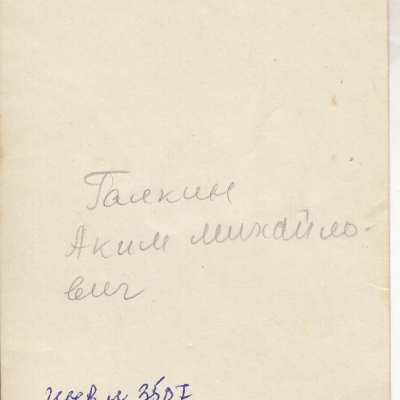 Галкин
Аким Михайло-
вич